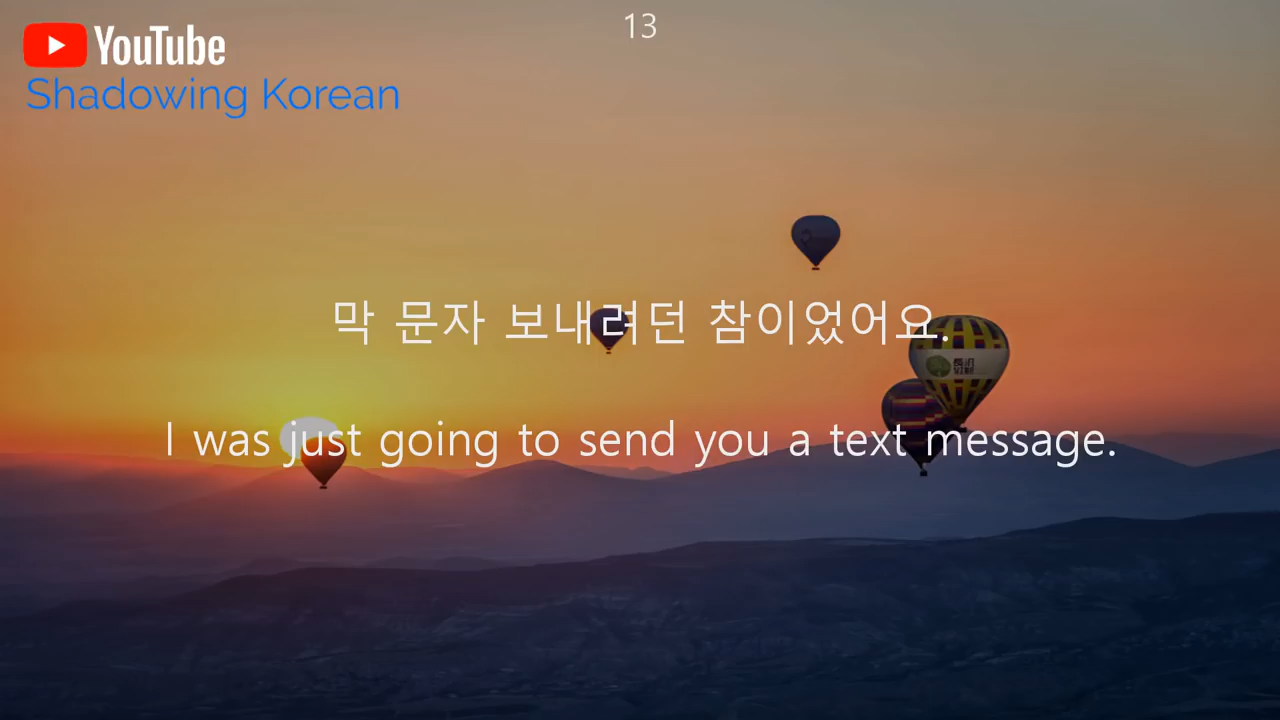 13
YouTube
Shadowing Korean
막 문자 보내려던 참이었어요.
I was just going to send you a text message.